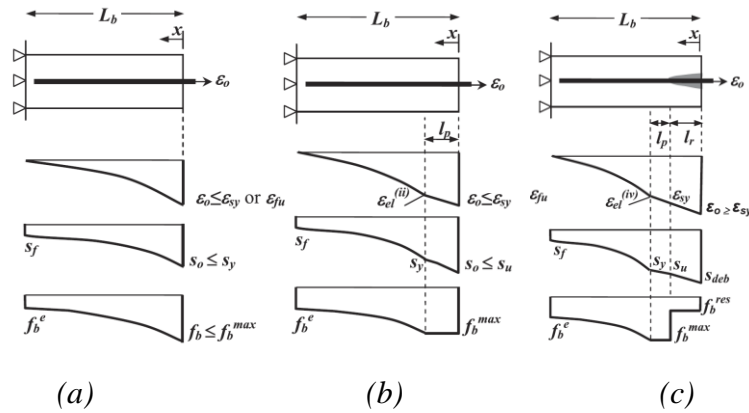 L_b
x
ε_o
ε_o≤ε_sy or ε_fu
s_f
s_o ≤ s_y
f_b^e
f_b ≤ f_b^max
(a)
L_b
x
ε_o
l_p
ε_el^(ii)
ε_o≤ε_sy
s_f
s_y
s_o ≤ s_u
f_b^e
f_b^max
(b)
L_b
x
ε_o
l_p
l_r
ε_fu
ε_el^(iv)
ε_sy
ε_o ≥ ε_sy
s_f
s_y
s_u
s_deb
f_b^res
f_b^e
f_b^max
(c)